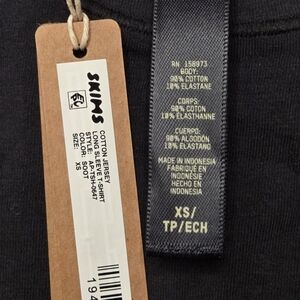 SKIMS
COTTON JERSEY
LONG SLEEVE T-SHIRT
STYLE: AP-TSH-0647
COLOR: SOOT
SIZE:
XS
194
RN 158973
BODY:
90% COTTON
10% ELASTANE
CORPS:
90% COTON
10% ÉLASTHANNE
CUERPO:
90% ALGODÓN
10% ELASTANO
MADE IN INDONESIA
FABRIQUÉ EN
INDONÉSIE
HECHO EN
INDONESIA
XS/
TP/ECH